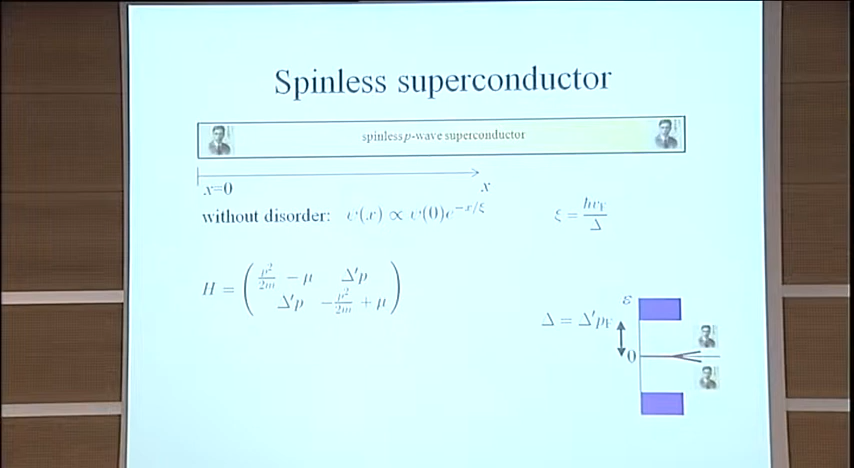 Spinless superconductor
spinless p-wave superconductor
x=0
x
without disorder: ψ(x) ∝ ψ(0)e^{-x/ξ} ξ = ħv_F / Δ
H = ( p²/2m − μ Δ'p
Δ'p −p²/2m + μ )
ε
Δ = Δ'p_F
0